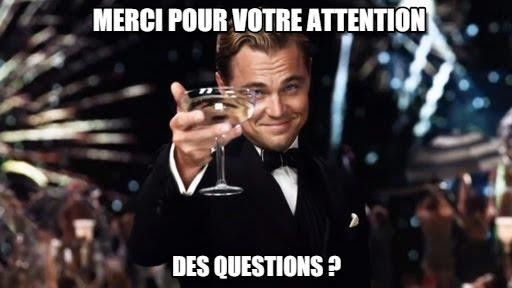 MERCI POUR VOTRE ATTENTION
DES QUESTIONS ?